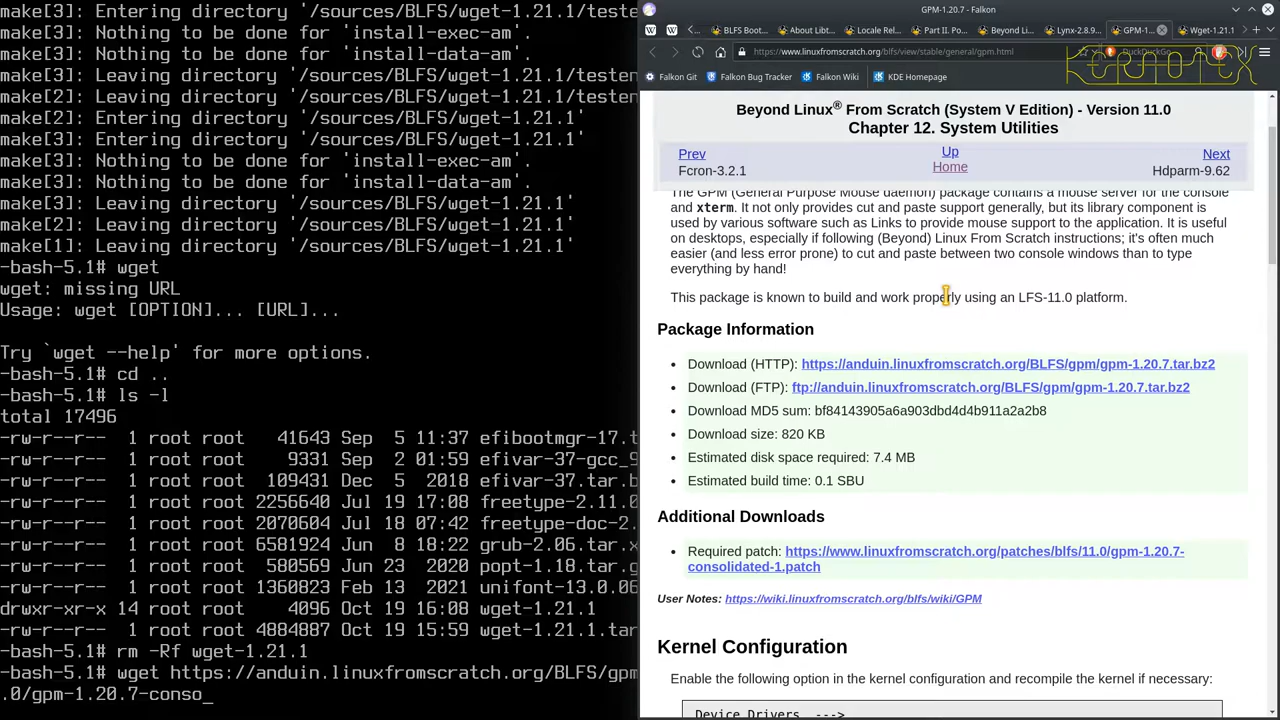 make[3]: Entering directory '/sources/BLFS/wget-1.21.1/teste
make[3]: Nothing to be done for 'install-exec-am'.
make[3]: Nothing to be done for 'install-data-am'.
make[3]: Leaving directory '/sources/BLFS/wget-1.21.1/testen
make[2]: Leaving directory '/sources/BLFS/wget-1.21.1/testen
make[2]: Entering directory '/sources/BLFS/wget-1.21.1'
make[3]: Entering directory '/sources/BLFS/wget-1.21.1'
make[3]: Nothing to be done for 'install-exec-am'.
make[3]: Nothing to be done for 'install-data-am'.
make[3]: Leaving directory '/sources/BLFS/wget-1.21.1'
make[2]: Leaving directory '/sources/BLFS/wget-1.21.1'
make[1]: Leaving directory '/sources/BLFS/wget-1.21.1'
-bash-5.1# wget
wget: missing URL
Usage: wget [OPTION]... [URL]...
Try `wget --help' for more options.
-bash-5.1# cd ..
-bash-5.1# ls -l
total 17496
-rw-r--r-- 1 root root 41643 Sep 5 11:37 efibootmgr-17.t
-rw-r--r-- 1 root root 9331 Sep 2 01:59 efivar-37-gcc_9
-rw-r--r-- 1 root root 109431 Dec 5 2018 efivar-37.tar.b
-rw-r--r-- 1 root root 2256640 Jul 19 17:08 freetype-2.11.0
-rw-r--r-- 1 root root 2070604 Jul 18 07:42 freetype-doc-2.
-rw-r--r-- 1 root root 6581924 Jun 8 18:22 grub-2.06.tar.x
-rw-r--r-- 1 root root 580569 Jun 23 2020 popt-1.18.tar.g
-rw-r--r-- 1 root root 1360823 Feb 13 2021 unifont-13.0.06
drwxr-xr-x 14 root root 4096 Oct 19 16:08 wget-1.21.1
-rw-r--r-- 1 root root 4884887 Oct 19 15:59 wget-1.21.1.tar
-bash-5.1# rm -Rf wget-1.21.1
-bash-5.1# wget https://anduin.linuxfromscratch.org/BLFS/gpm
.0/gpm-1.20.7-conso_
GPM-1.20.7 - Falkon
BLFS Boot...
About Libt...
Locale Rel...
Part II. Po...
Beyond Li...
Lynx-2.8.9...
GPM-1...
Wget-1.21.1
https://www.linuxfromscratch.org/blfs/view/stable/general/gpm.html
DuckDuckGo
Falkon Git
Falkon Bug Tracker
Falkon Wiki
KDE Homepage
Beyond Linux® From Scratch (System V Edition) - Version 11.0
Chapter 12. System Utilities
Prev
Up
Next
Fcron-3.2.1
Home
Hdparm-9.62
The GPM (General Purpose Mouse daemon) package contains a mouse server for the console
and xterm. It not only provides cut and paste support generally, but its library component is
used by various software such as Links to provide mouse support to the application. It is useful
on desktops, especially if following (Beyond) Linux From Scratch instructions; it's often much
easier (and less error prone) to cut and paste between two console windows than to type
everything by hand!
This package is known to build and work properly using an LFS-11.0 platform.
Package Information
• Download (HTTP): https://anduin.linuxfromscratch.org/BLFS/gpm/gpm-1.20.7.tar.bz2
• Download (FTP): ftp://anduin.linuxfromscratch.org/BLFS/gpm/gpm-1.20.7.tar.bz2
• Download MD5 sum: bf84143905a6a903dbd4d4b911a2a2b8
• Download size: 820 KB
• Estimated disk space required: 7.4 MB
• Estimated build time: 0.1 SBU
Additional Downloads
• Required patch: https://www.linuxfromscratch.org/patches/blfs/11.0/gpm-1.20.7-
consolidated-1.patch
User Notes: https://wiki.linuxfromscratch.org/blfs/wiki/GPM
Kernel Configuration
Enable the following option in the kernel configuration and recompile the kernel if necessary:
Device Drivers --->